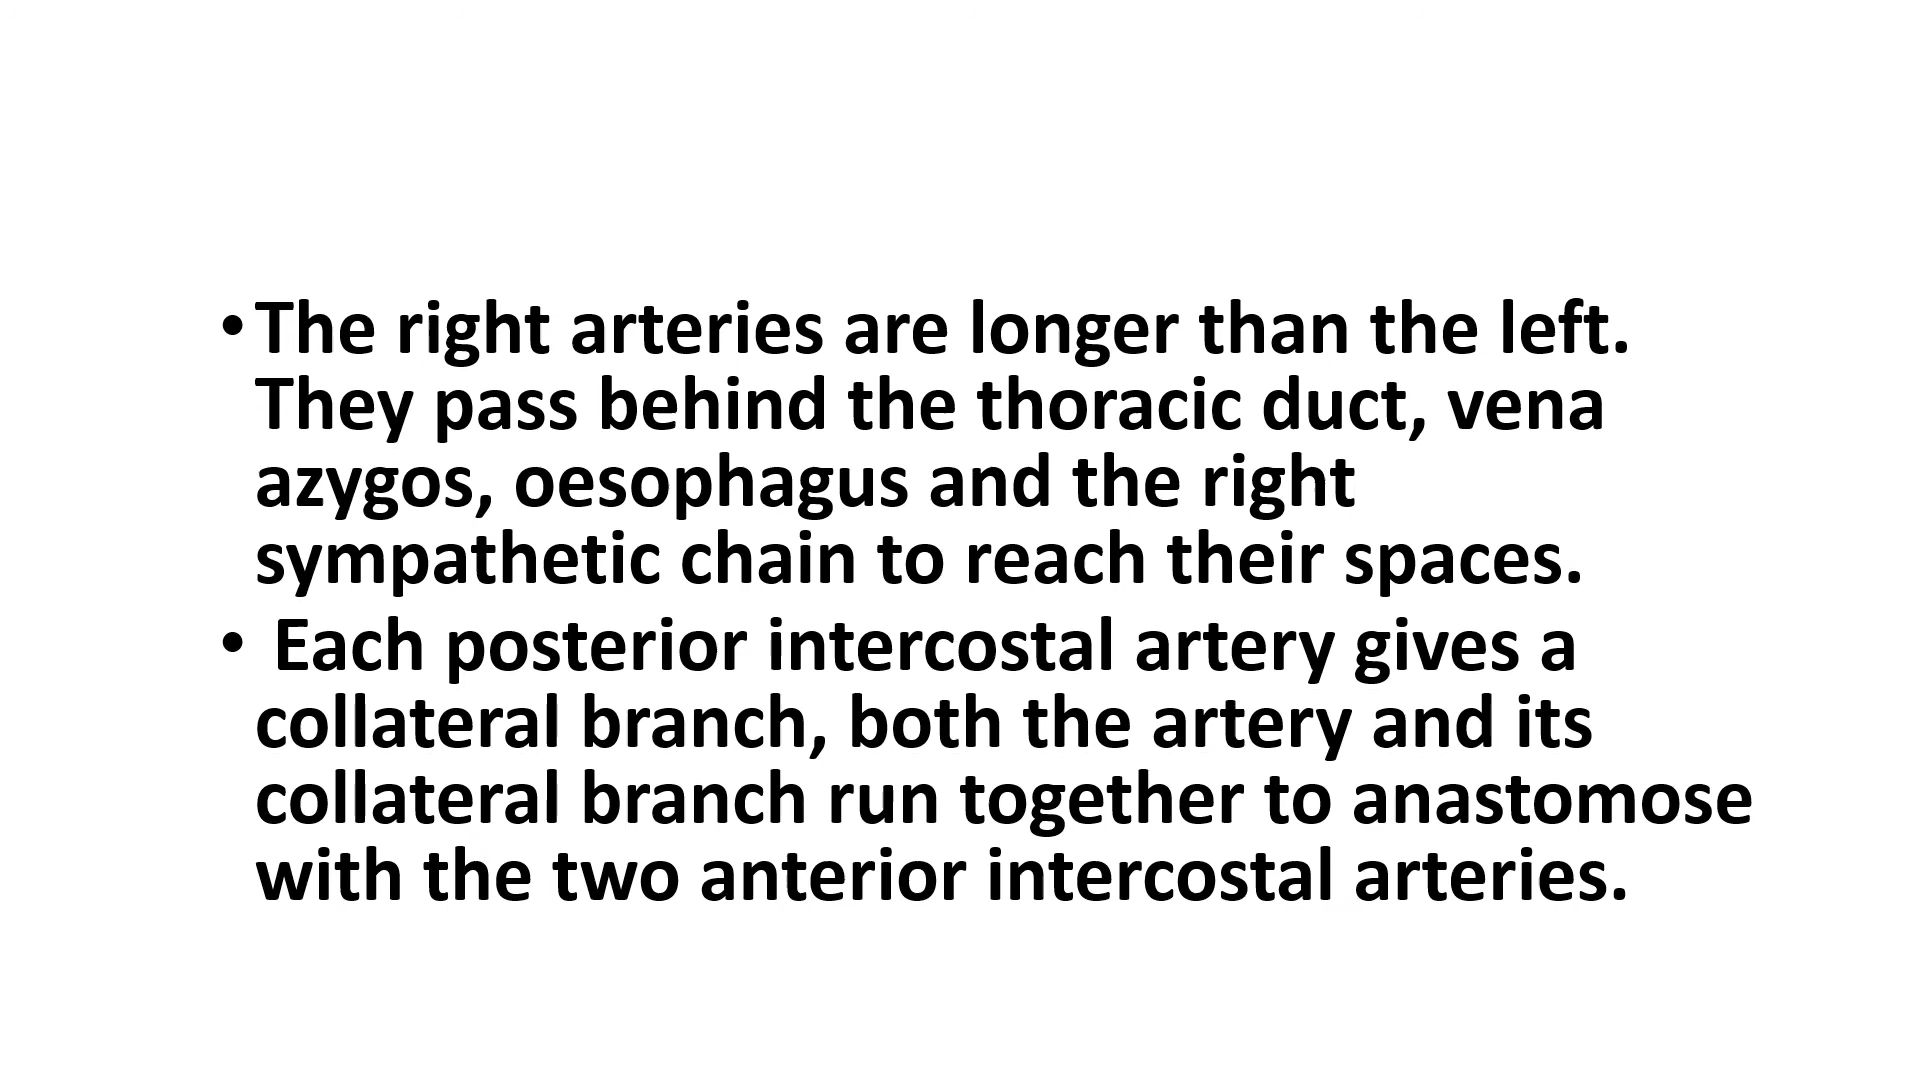 • The right arteries are longer than the left.
They pass behind the thoracic duct, vena
azygos, oesophagus and the right
sympathetic chain to reach their spaces.
• Each posterior intercostal artery gives a
collateral branch, both the artery and its
collateral branch run together to anastomose
with the two anterior intercostal arteries.